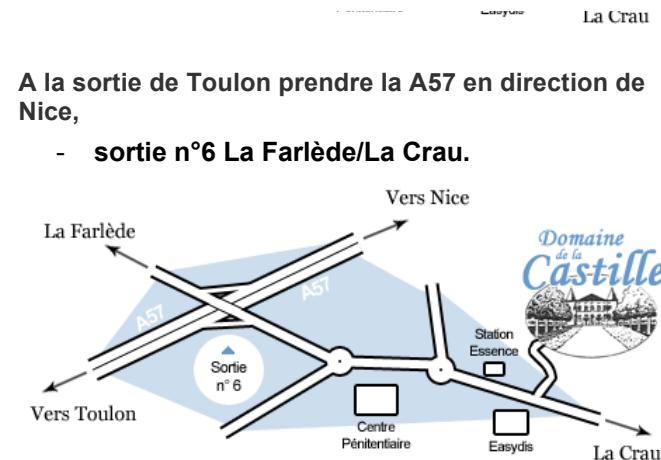 La Crau
A la sortie de Toulon prendre la A57 en direction de
Nice,
- sortie n°6 La Farlède/La Crau.
Vers Nice
La Farlède
Domaine
de la
Castille
A57
A57
Station
Essence
Sortie
n° 6
Vers Toulon
Centre
Pénitentiaire
Easydis
La Crau